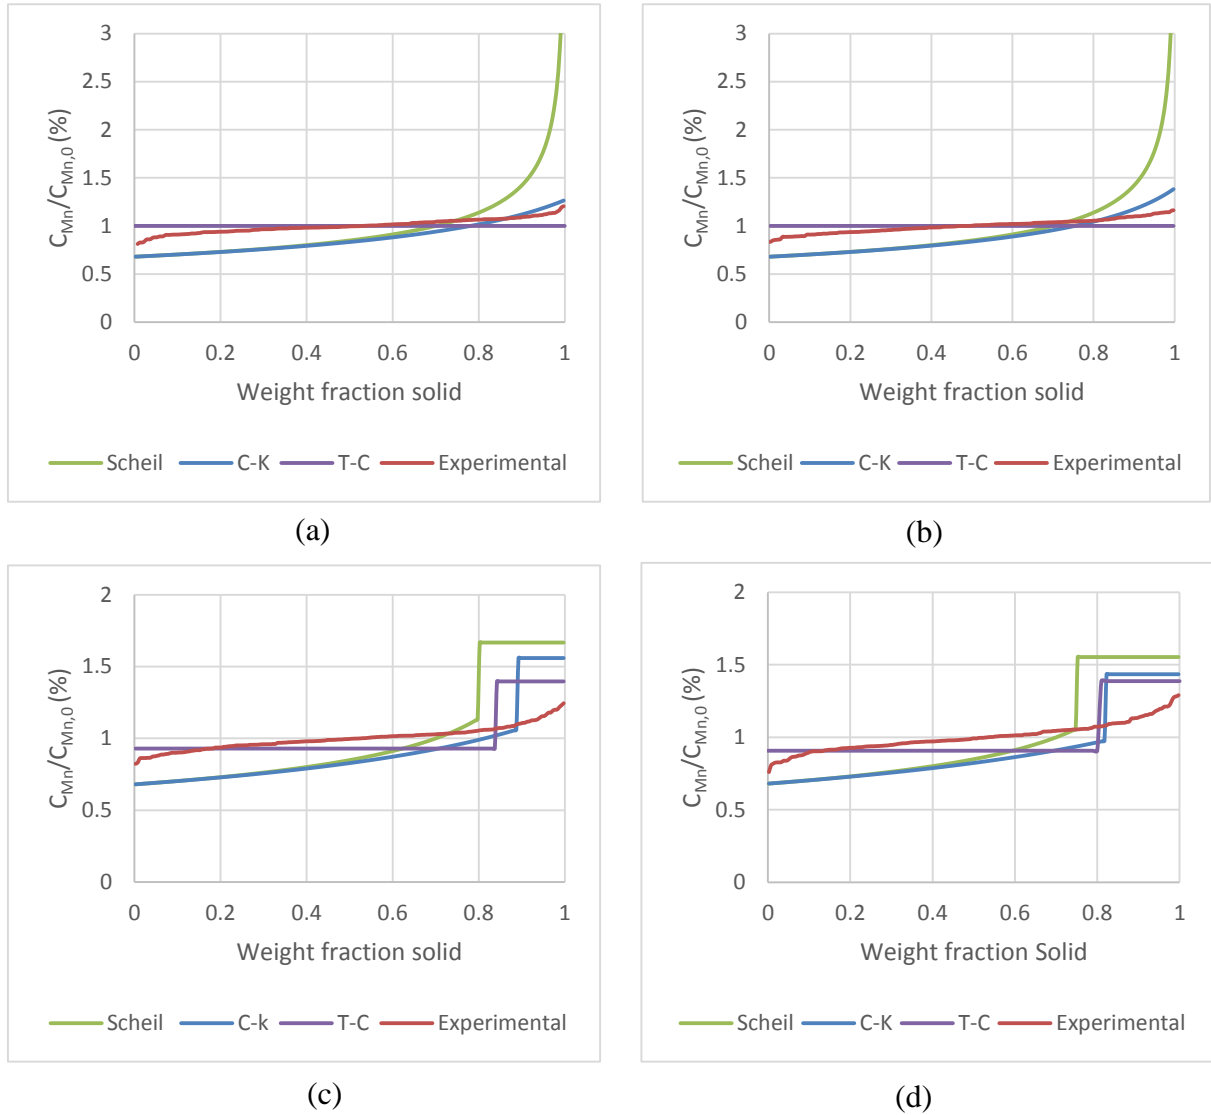 3
2.5
2
1.5
1
0.5
0
C_Mn/C_Mn,0 (%)
0 0.2 0.4 0.6 0.8 1
Weight fraction solid
Scheil C-K T-C Experimental
(a)
3
2.5
2
1.5
1
0.5
0
C_Mn/C_Mn,0 (%)
0 0.2 0.4 0.6 0.8 1
Weight fraction solid
Scheil C-K T-C Experimental
(b)
2
1.5
1
0.5
0
C_Mn/C_Mn,0 (%)
0 0.2 0.4 0.6 0.8 1
Weight fraction solid
Scheil C-k T-C Experimental
(c)
2
1.5
1
0.5
0
C_Mn/C_Mn,0 (%)
0 0.2 0.4 0.6 0.8 1
Weight fraction Solid
Scheil C-K T-C Experimental
(d)